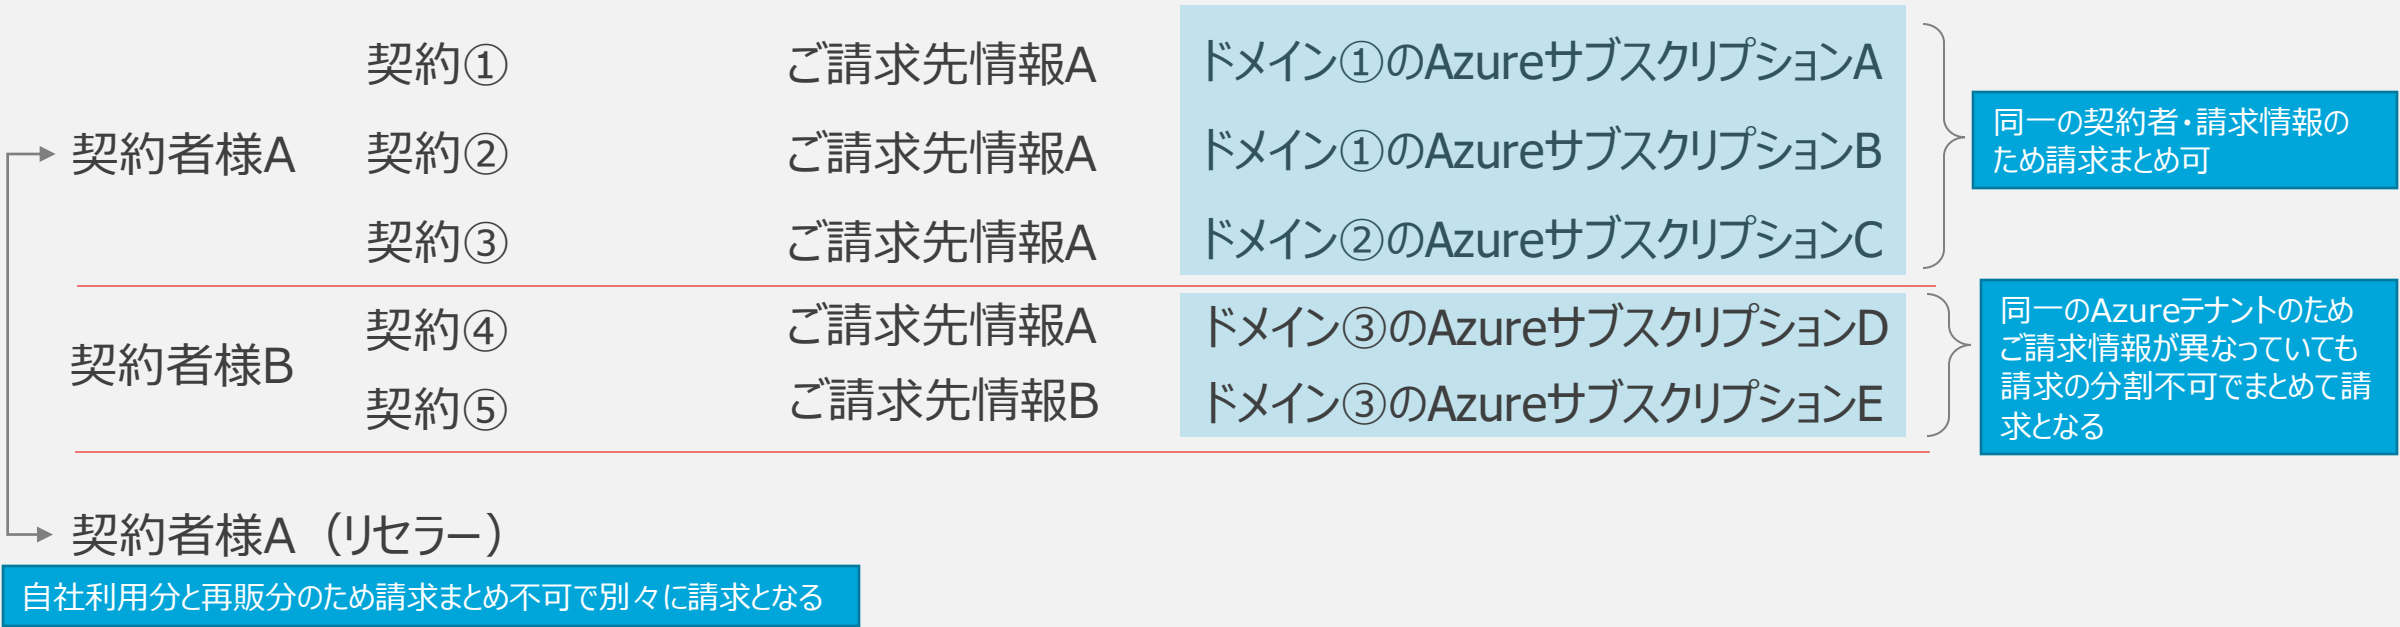 契約① ご請求先情報A ドメイン①のAzureサブスクリプションA
契約者様A 契約② ご請求先情報A ドメイン①のAzureサブスクリプションB
契約③ ご請求先情報A ドメイン②のAzureサブスクリプションC
同一の契約者・請求情報の
ため請求まとめ可
契約者様B
契約④ ご請求先情報A ドメイン③のAzureサブスクリプションD
契約⑤ ご請求先情報B ドメイン③のAzureサブスクリプションE
同一のAzureテナントのため
ご請求情報が異なっていても
請求の分割不可でまとめて請
求となる
契約者様A（リセラー）
自社利用分と再販分のため請求まとめ不可で別々に請求となる